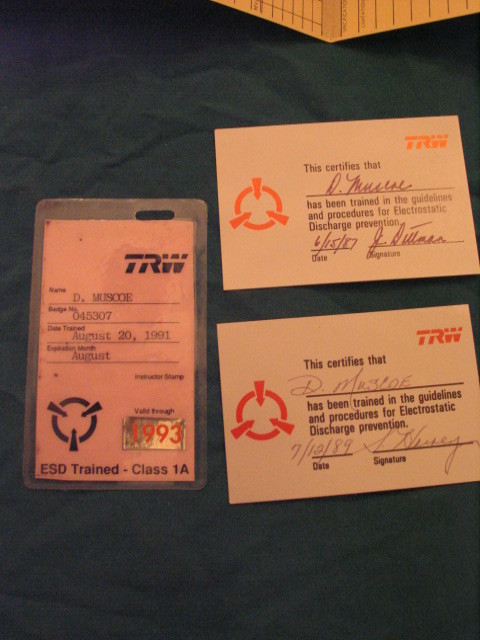 TRW
Name
D. MUSCOE
Badge No.
045307
Date Trained
August 20, 1991
Expiration Month
August
Instructor Stamp
Valid through
1993
ESD Trained - Class 1A
TRW
This certifies that
D. Muscoe
has been trained in the guidelines
and procedures for Electrostatic
Discharge prevention.
6/15/87 J. Dittman
Date Signature
TRW
This certifies that
D. MUSCOE
has been trained in the guidelines
and procedures for Electrostatic
Discharge prevention.
7/12/89
Date Signature